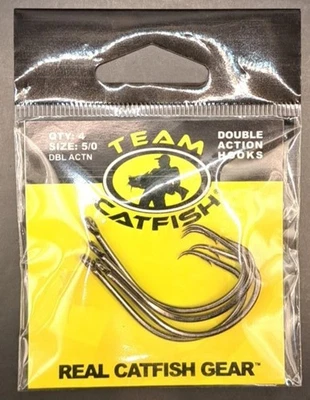 QTY: 4
SIZE: 5/0
DBL ACTN
TEAM
CATFISH
DOUBLE
ACTION
HOOKS
REAL CATFISH GEAR™